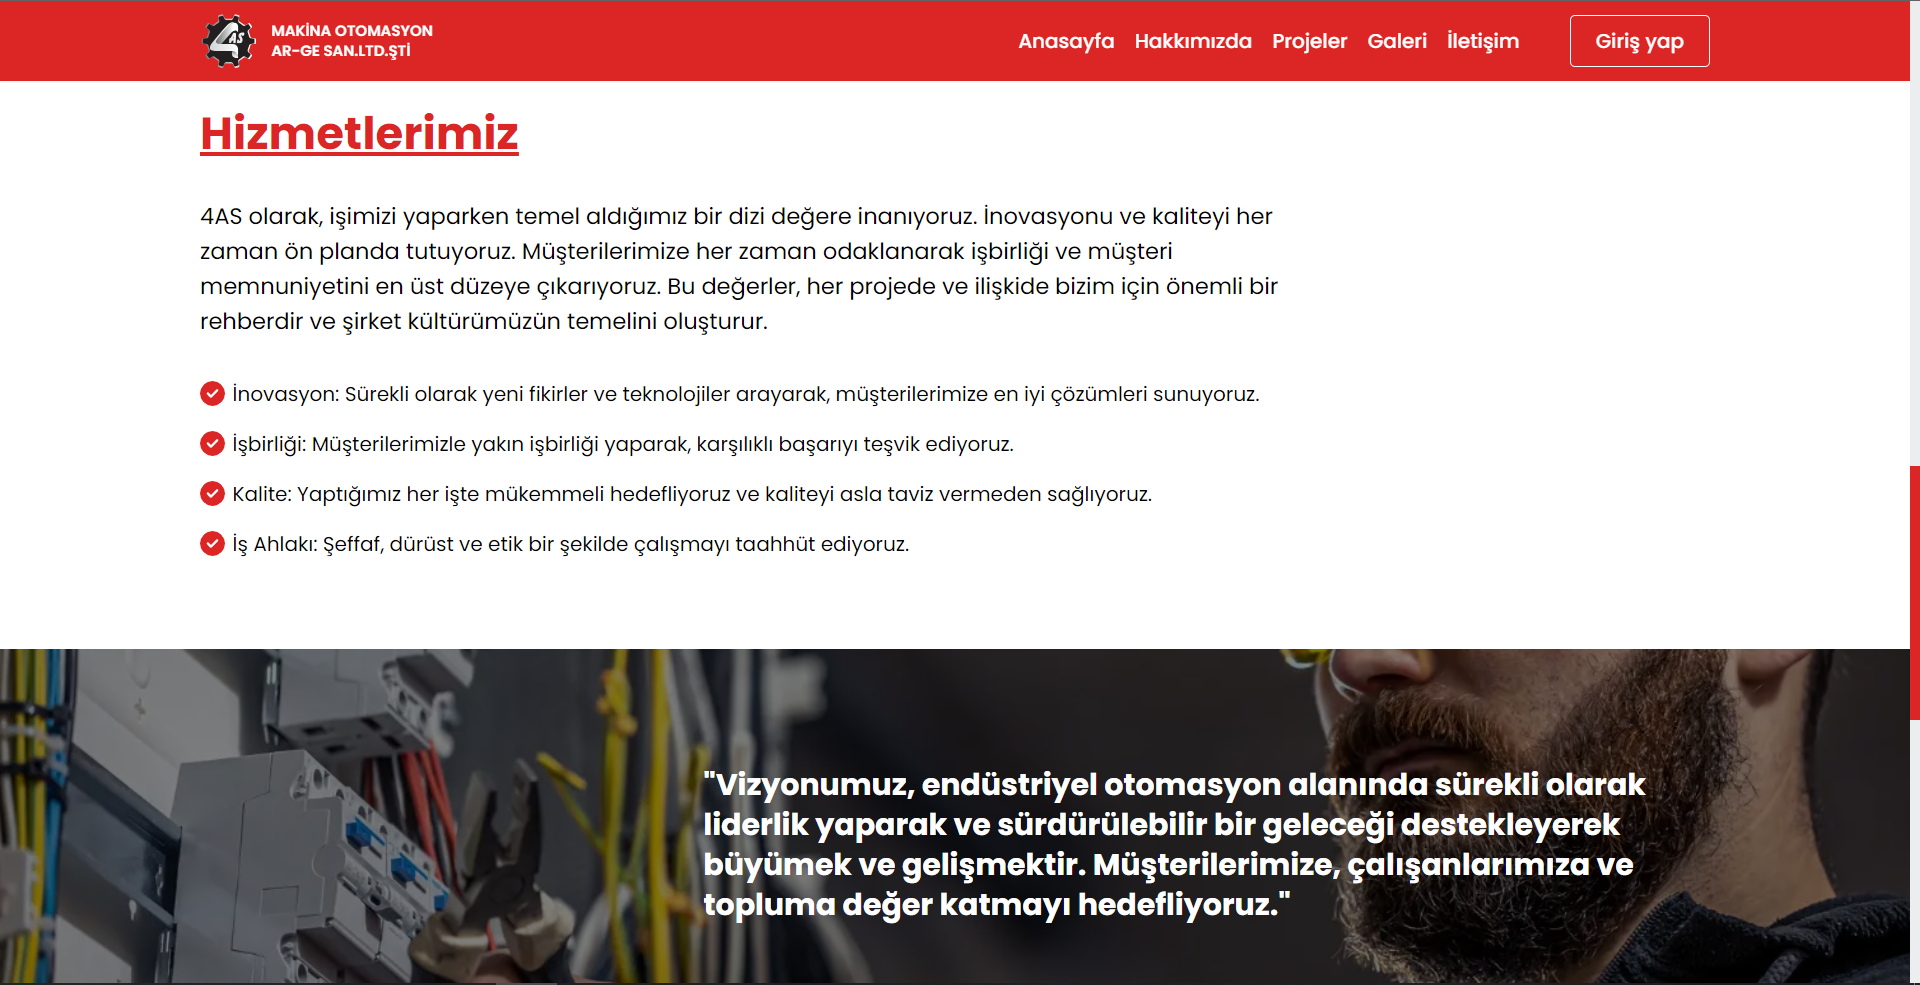 4AS
MAKİNA OTOMASYON
AR-GE SAN.LTD.ŞTİ
Anasayfa Hakkımızda Projeler Galeri İletişim Giriş yap
Hizmetlerimiz
4AS olarak, işimizi yaparken temel aldığımız bir dizi değere inanıyoruz. İnovasyonu ve kaliteyi her
zaman ön planda tutuyoruz. Müşterilerimize her zaman odaklanarak işbirliği ve müşteri
memnuniyetini en üst düzeye çıkarıyoruz. Bu değerler, her projede ve ilişkide bizim için önemli bir
rehberdir ve şirket kültürümüzün temelini oluşturur.
İnovasyon: Sürekli olarak yeni fikirler ve teknolojiler arayarak, müşterilerimize en iyi çözümleri sunuyoruz.
İşbirliği: Müşterilerimizle yakın işbirliği yaparak, karşılıklı başarıyı teşvik ediyoruz.
Kalite: Yaptığımız her işte mükemmeli hedefliyoruz ve kaliteyi asla taviz vermeden sağlıyoruz.
İş Ahlakı: Şeffaf, dürüst ve etik bir şekilde çalışmayı taahhüt ediyoruz.
"Vizyonumuz, endüstriyel otomasyon alanında sürekli olarak
liderlik yaparak ve sürdürülebilir bir geleceği destekleyerek
büyümek ve gelişmektir. Müşterilerimize, çalışanlarımıza ve
topluma değer katmayı hedefliyoruz."